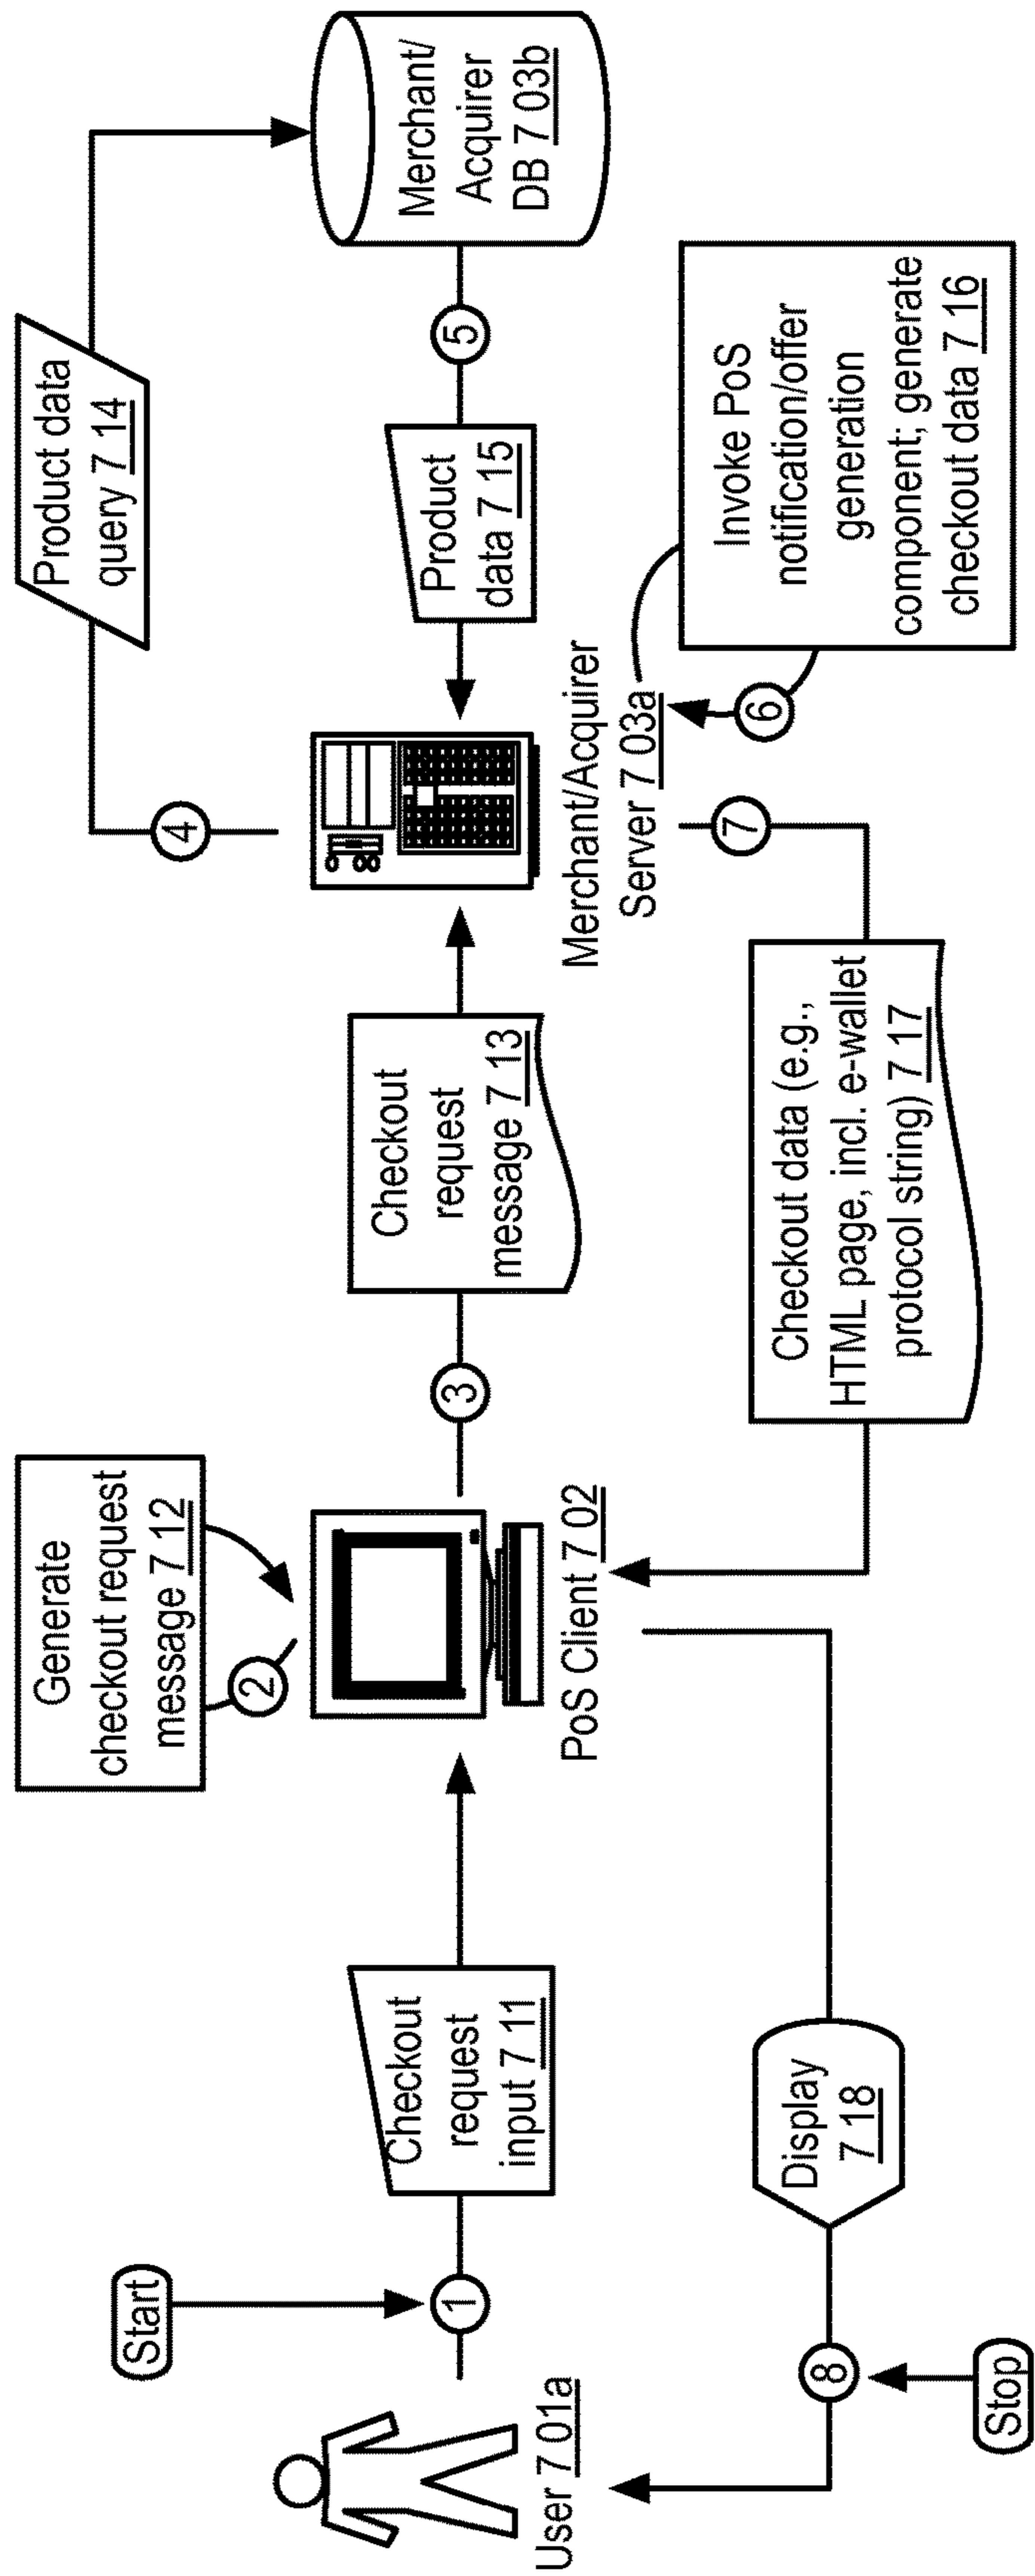 Start
User 7 01a
1
Checkout
request
input 7 11
Generate
checkout request
message 7 12
2
PoS Client 7 02
3
Checkout
request
message 7 13
Merchant/Acquirer
Server 7 03a
4
Product data
query 7 14
Merchant/
Acquirer
DB 7 03b
5
Product
data 7 15
6
Invoke PoS
notification/offer
generation
component; generate
checkout data 7 16
7
Checkout data (e.g.,
HTML page, incl. e-wallet
protocol string) 7 17
Display
7 18
8
Stop